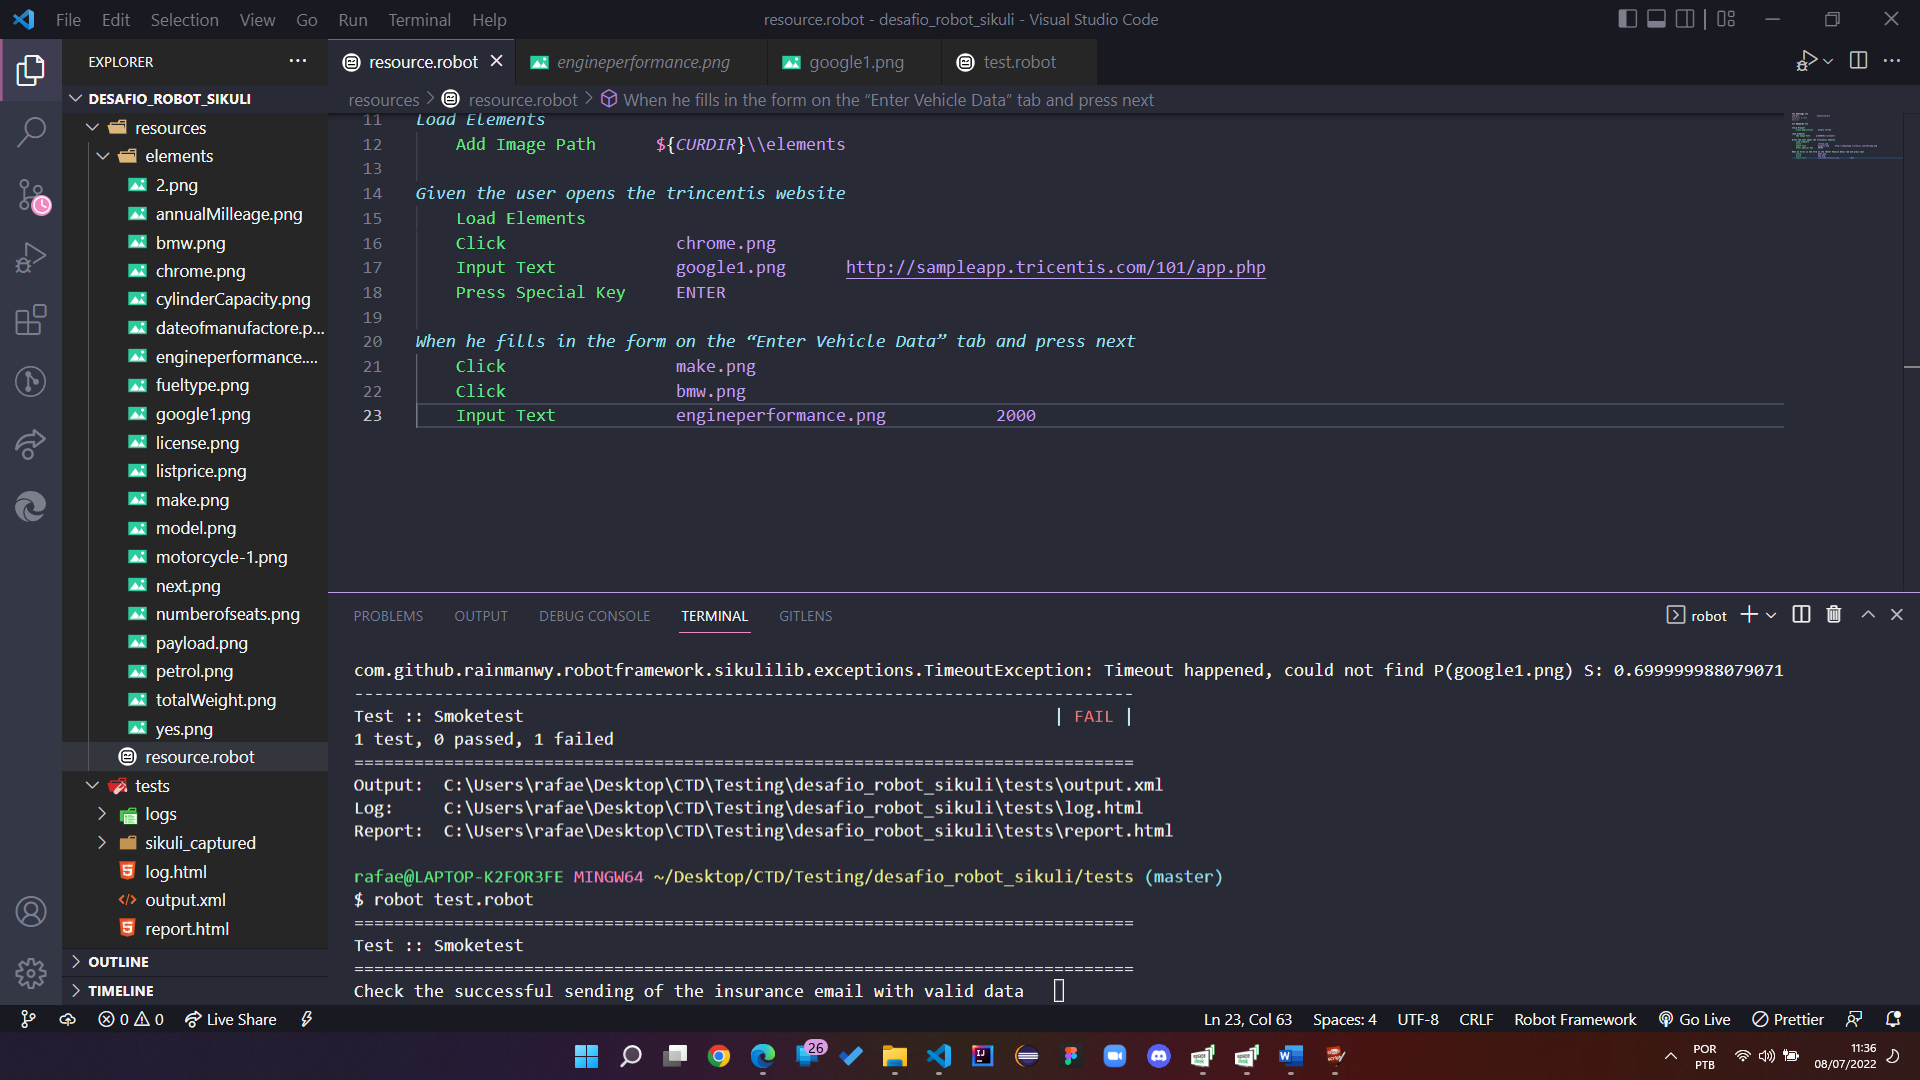 File Edit Selection View Go Run Terminal Help
resource.robot - desafio_robot_sikuli - Visual Studio Code
EXPLORER
DESAFIO_ROBOT_SIKULI
resources
elements
2.png
annualMilleage.png
bmw.png
chrome.png
cylinderCapacity.png
dateofmanufactore.p...
engineperformance....
fueltype.png
google1.png
license.png
listprice.png
make.png
model.png
motorcycle-1.png
next.png
numberofseats.png
payload.png
petrol.png
totalWeight.png
yes.png
resource.robot
tests
logs
sikuli_captured
log.html
output.xml
report.html
OUTLINE
TIMELINE
resource.robot engineperformance.png google1.png test.robot
resources resource.robot When he fills in the form on the “Enter Vehicle Data” tab and press next
11 Load Elements
12 Add Image Path ${CURDIR}\\elements
13
14 Given the user opens the trincentis website
15 Load Elements
16 Click chrome.png
17 Input Text google1.png http://sampleapp.tricentis.com/101/app.php
18 Press Special Key ENTER
19
20 When he fills in the form on the “Enter Vehicle Data” tab and press next
21 Click make.png
22 Click bmw.png
23 Input Text engineperformance.png 2000
PROBLEMS OUTPUT DEBUG CONSOLE TERMINAL GITLENS
robot
com.github.rainmanwy.robotframework.sikulilib.exceptions.TimeoutException: Timeout happened, could not find P(google1.png) S: 0.699999988079071
------------------------------------------------------------------------------
Test :: Smoketest | FAIL |
1 test, 0 passed, 1 failed
==============================================================================
Output: C:\Users\rafae\Desktop\CTD\Testing\desafio_robot_sikuli\tests\output.xml
Log: C:\Users\rafae\Desktop\CTD\Testing\desafio_robot_sikuli\tests\log.html
Report: C:\Users\rafae\Desktop\CTD\Testing\desafio_robot_sikuli\tests\report.html
rafae@LAPTOP-K2FOR3FE MINGW64 ~/Desktop/CTD/Testing/desafio_robot_sikuli/tests (master)
$ robot test.robot
==============================================================================
Test :: Smoketest
==============================================================================
Check the successful sending of the insurance email with valid data
0 0 Live Share
Ln 23, Col 63 Spaces: 4 UTF-8 CRLF Robot Framework Go Live Prettier
26
POR
PTB
11:36
08/07/2022